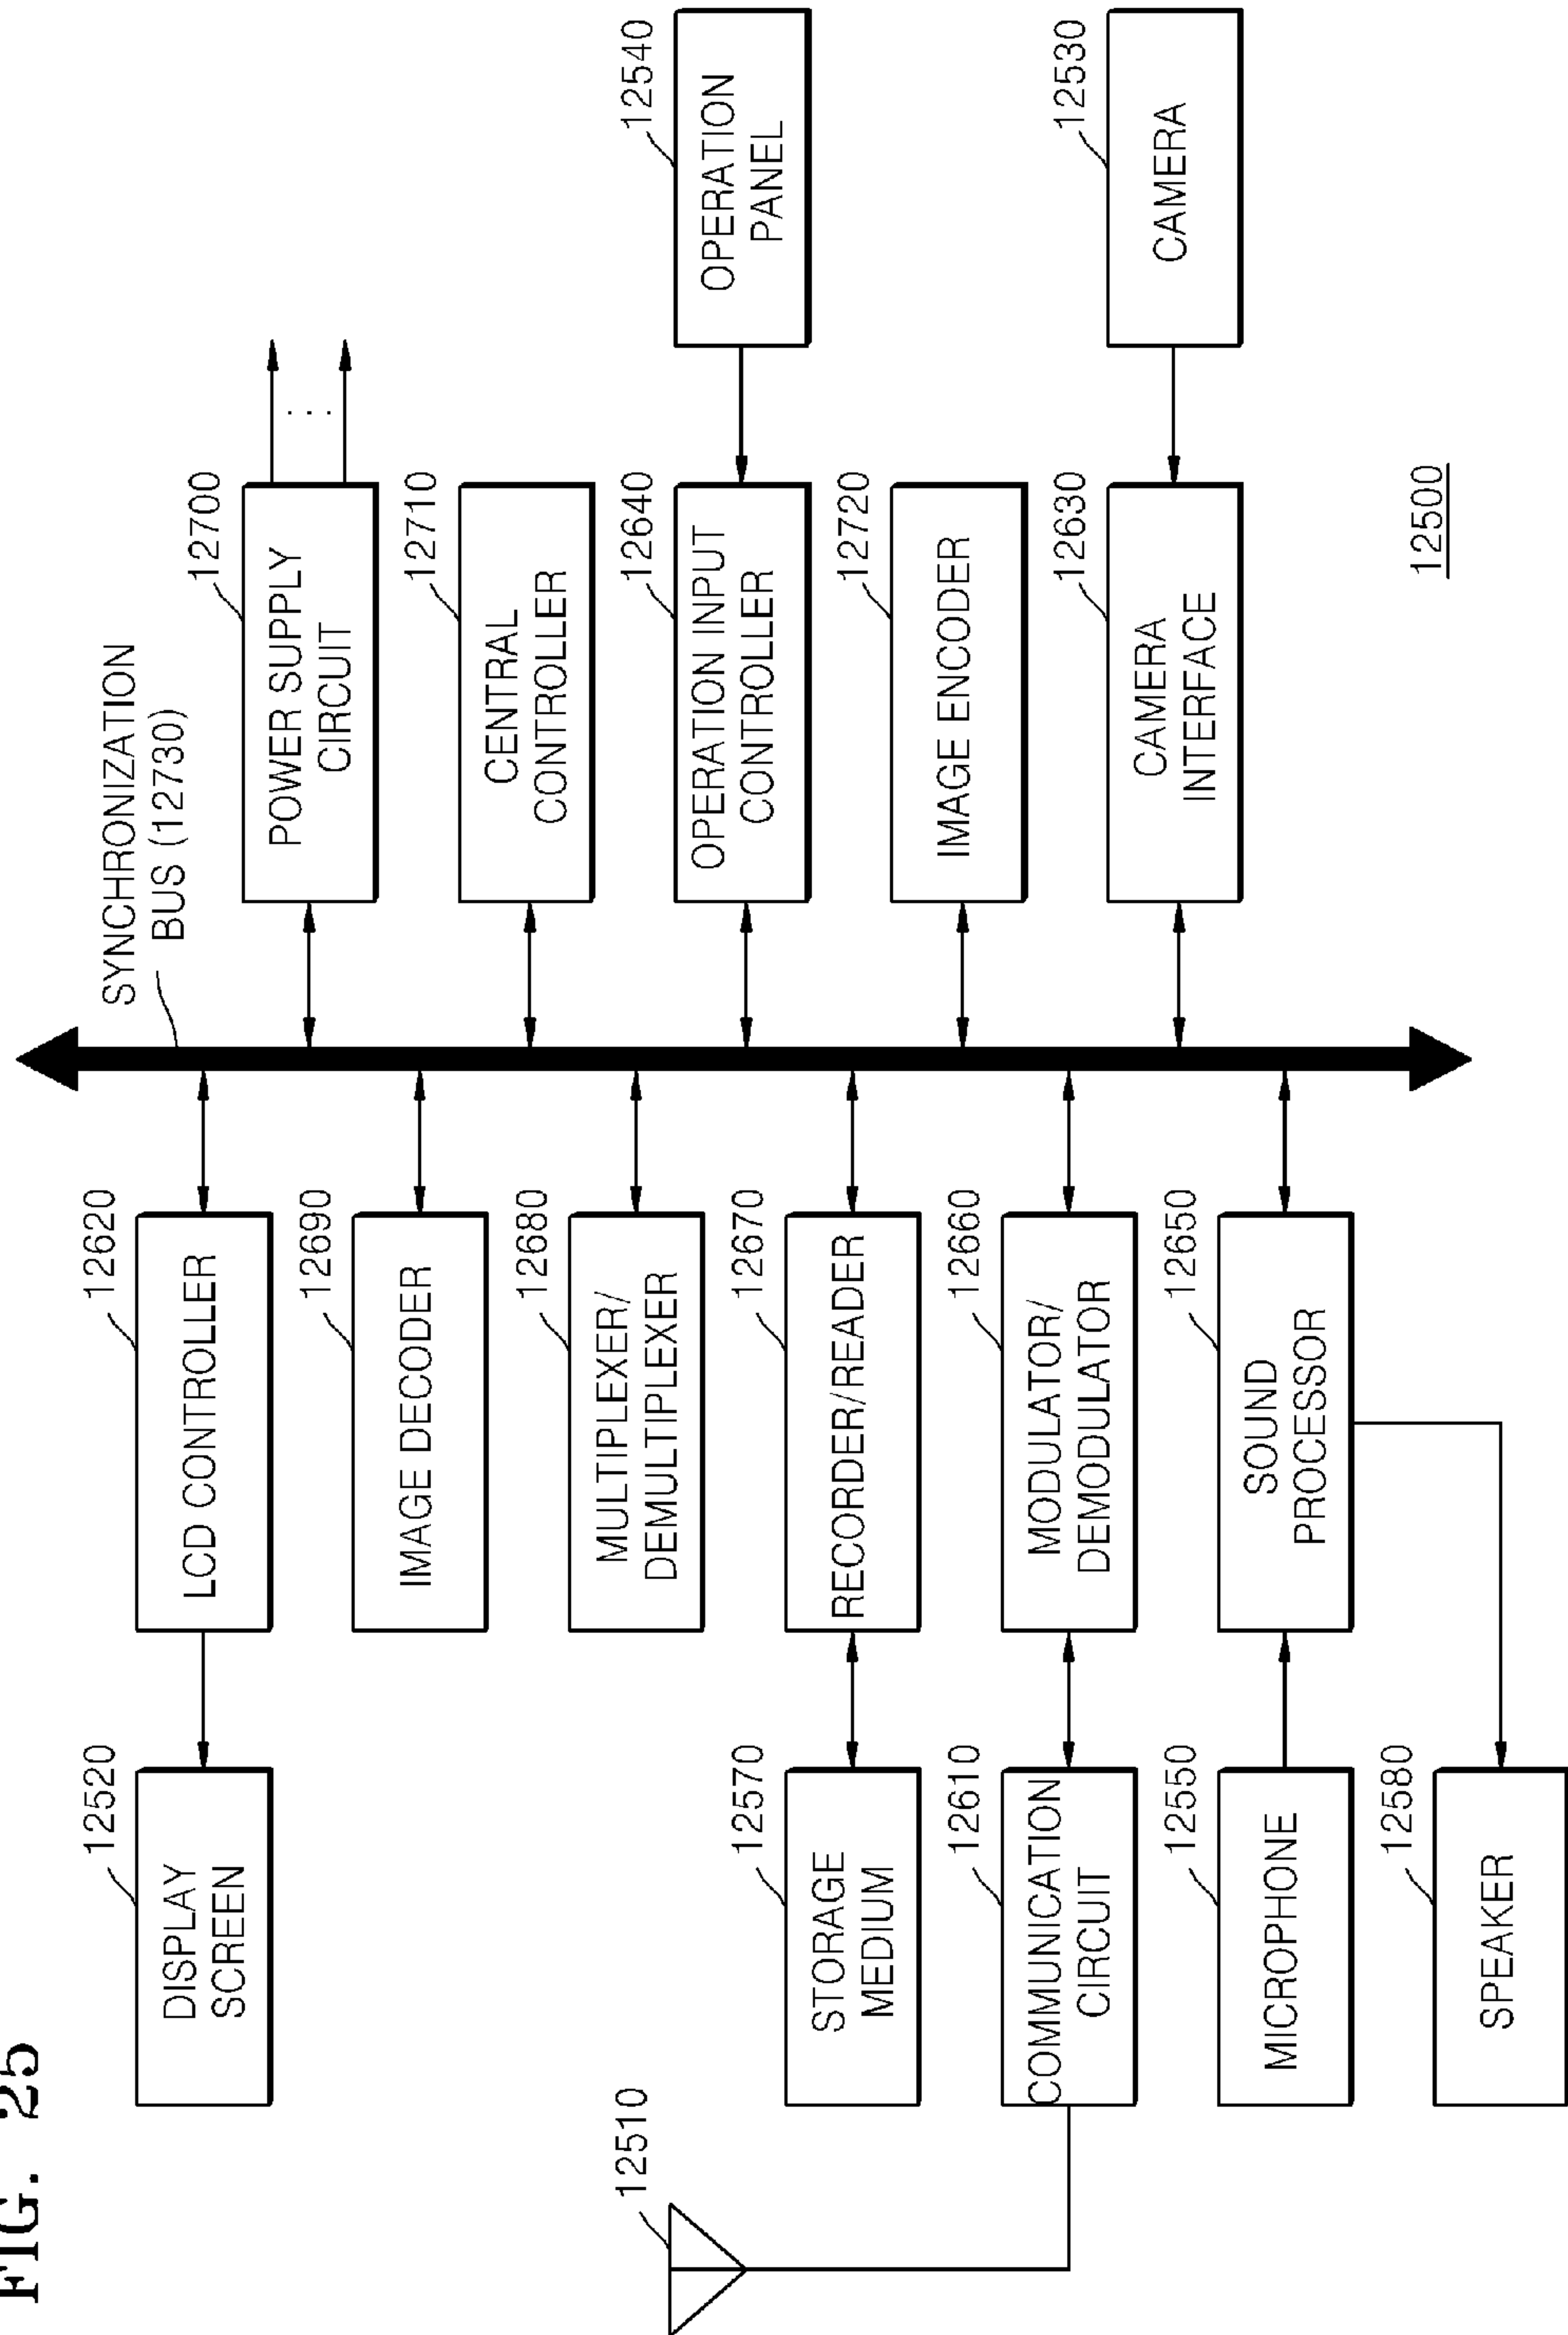 FIG. 25
12510
DISPLAY
SCREEN
12520
STORAGE
MEDIUM
12570
COMMUNICATION
CIRCUIT
12610
MICROPHONE
12550
SPEAKER
12580
LCD CONTROLLER
12620
IMAGE DECODER
12690
MULTIPLEXER/
DEMULTIPLEXER
12680
RECORDER/READER
12670
MODULATOR/
DEMODULATOR
12660
SOUND
PROCESSOR
12650
SYNCHRONIZATION
BUS (12730)
POWER SUPPLY
CIRCUIT
12700
CENTRAL
CONTROLLER
12710
OPERATION INPUT
CONTROLLER
12640
IMAGE ENCODER
12720
CAMERA
INTERFACE
12630
OPERATION
PANEL
12540
CAMERA
12530
12500